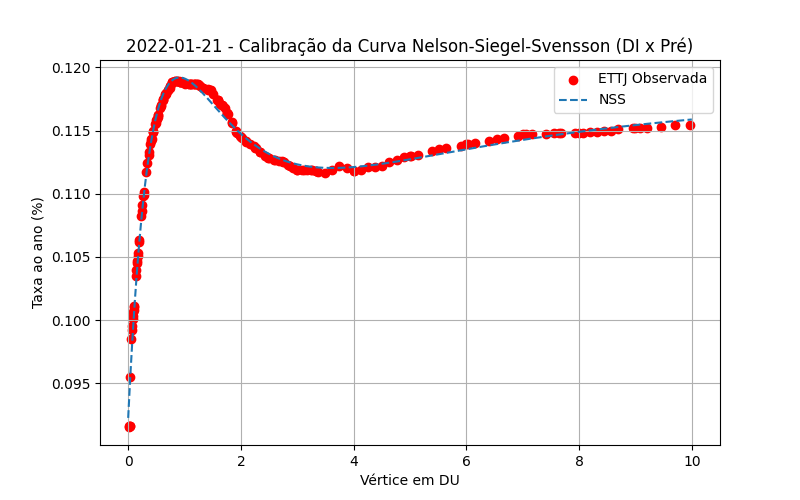 2022-01-21 - Calibração da Curva Nelson-Siegel-Svensson (DI x Pré)
ETTJ Observada
NSS
Taxa ao ano (%)
0.120
0.115
0.110
0.105
0.100
0.095
0 2 4 6 8 10
Vértice em DU